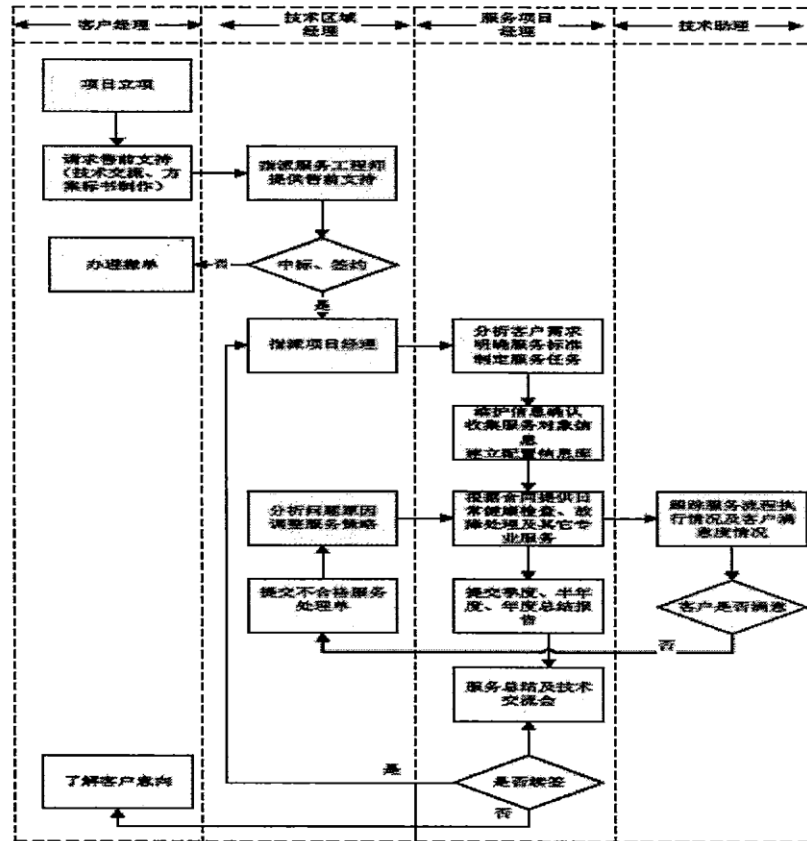 客户经理
技术区域
经理
服务项目
经理
技术助理
项目立项
请求售前支持
(技术交流、方
案标书制作)
指派服务工程师
提供售前支持
办理撤单
否
中标、签约
是
指派项目经理
分析客户需求
明确服务标准
制定服务任务
维护信息确认
收集服务对象信
息
建立配置信息库
分析问题原因
调整服务策略
根据合同提供日
常健康检查、故
障处理及其它专
业服务
跟踪服务流程执
行情况及客户满
意度情况
提交不合格服务
处理单
提交季度、半年
度、年度总结报
告
客户是否满意
否
服务总结及技术
交流会
是
了解客户意向
是否续签
否